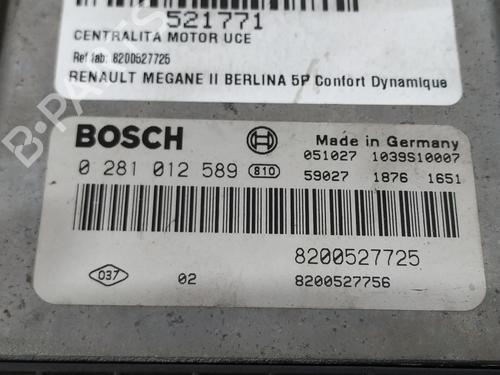 521771
CENTRALITA MOTOR UCE
Ref fab: 8200527725
RENAULT MEGANE II BERLINA 5P Confort Dynamique
BOSCH
Made in Germany
0 281 012 589 810
051027 1039S10007
59027 1876 1651
8200527725
037 02 8200527756
B-PARTS